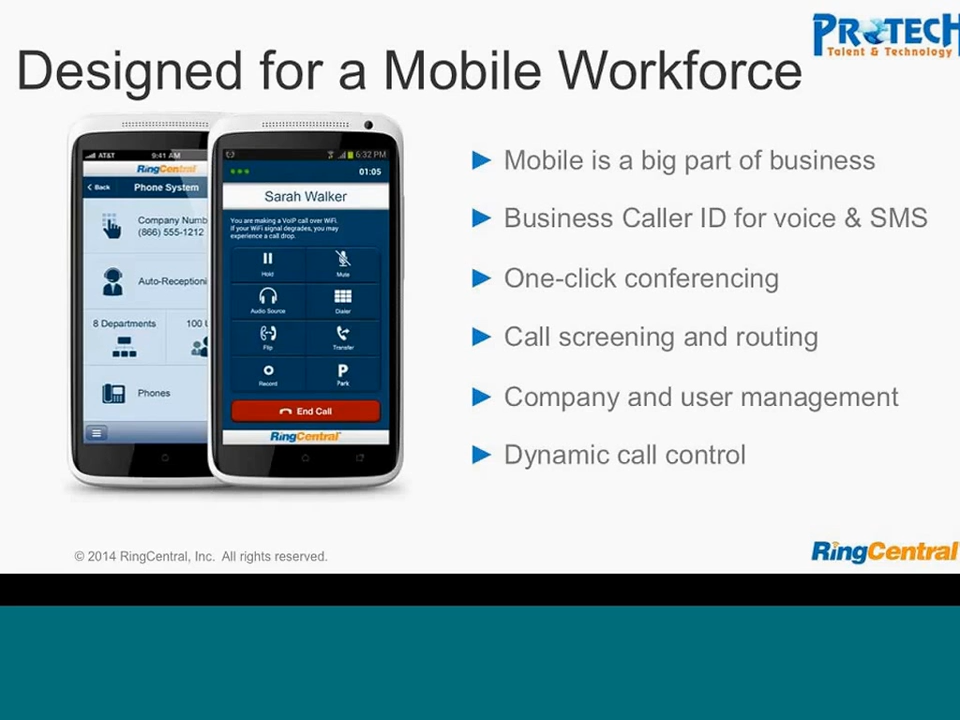 PROTECH
Talent & Technology
Designed for a Mobile Workforce
AT&T 9:41 AM
RingCentral
Back Phone System
Company Numb
(866) 555-1212
Auto-Receptioni
8 Departments 100 U
Phones
6:32 PM
01:05
Sarah Walker
You are making a VoIP call over WiFi.
If your WiFi signal degrades, you may
experience a call drop.
Hold Mute
Audio Source Dialer
Flip Transfer
Record P Park
End Call
RingCentral
► Mobile is a big part of business
► Business Caller ID for voice & SMS
► One-click conferencing
► Call screening and routing
► Company and user management
► Dynamic call control
© 2014 RingCentral, Inc. All rights reserved.
RingCentral